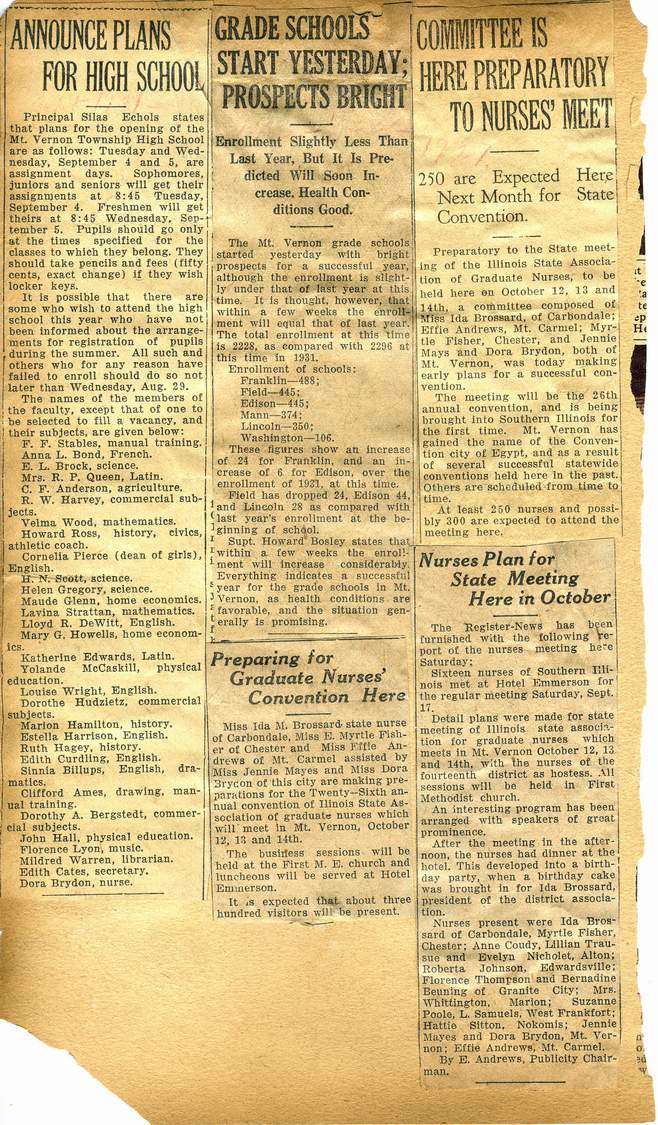 ANNOUNCE PLANS
FOR HIGH SCHOOL
Principal Silas Echols states
that plans for the opening of the
Mt. Vernon Township High School
are as follows: Tuesday and Wed-
nesday, September 4 and 5, are
assignment days. Sophomores,
juniors and seniors will get their
assignments at 8:45 Tuesday,
September 4. Freshmen will get
theirs at 8:45 Wednesday, Sep-
tember 5. Pupils should go only
at the times specified for the
classes to which they belong. They
should take pencils and fees (fifty
cents, exact change) if they wish
locker keys.
It is possible that there are
some who wish to attend the high
school this year who have not
been informed about the arrange-
ments for registration of pupils
during the summer. All such and
others who for any reason have
failed to enroll should do so not
later than Wednesday, Aug. 29.
The names of the members of
the faculty, except that of one to
be selected to fill a vacancy, and
their subjects, are given below:
F. F. Stables, manual training.
Anna L. Bond, French.
E. L. Brock, science.
Mrs. R. P. Queen, Latin.
C. F. Anderson, agriculture.
R. W. Harvey, commercial sub-
jects.
Velma Wood, mathematics.
Howard Ross, history, civics,
athletic coach.
Cornelia Pierce (dean of girls),
English.
H. N. Scott, science.
Helen Gregory, science.
Maude Glenn, home economics.
Lavina Strattan, mathematics.
Lloyd R. DeWitt, English.
Mary G. Howells, home econom-
ics.
Katherine Edwards, Latin.
Yolande McCaskill, physical
education.
Louise Wright, English.
Dorothe Hudzietz, commercial
subjects.
Marion Hamilton, history.
Estella Harrison, English.
Ruth Hagey, history.
Edith Curdling, English.
Sinnia Billups, English, dra-
matics.
Clifford Ames, drawing, man-
ual training.
Dorothy A. Bergstedt, commer-
cial subjects.
John Hall, physical education.
Florence Lyon, music.
Mildred Warren, librarian.
Edith Cates, secretary.
Dora Brydon, nurse.
GRADE SCHOOLS
START YESTERDAY;
PROSPECTS BRIGHT
Enrollment Slightly Less Than
Last Year, But It Is Pre-
dicted Will Soon In-
crease. Health Con-
ditions Good.
The Mt. Vernon grade schools
started yesterday with bright
prospects for a successful year,
although the enrollment is slight-
ly under that of last year at this
time. It is thought, however, that
within a few weeks the enroll-
ment will equal that of last year.
The total enrollment at this time
is 2228, as compared with 2296 at
this time in 1931.
Enrollment of schools:
Franklin—488;
Field—445;
Edison—445;
Mann—374;
Lincoln—350;
Washington—106.
These figures show an increase
of 24 for Franklin, and an in-
crease of 6 for Edison, over the
enrollment of 1931, at this time.
Field has dropped 24, Edison 44,
and Lincoln 28 as compared with
last year's enrollment at the be-
ginning of school.
Supt. Howard Bosley states that
within a few weeks the enroll-
ment will increase considerably.
Everything indicates a successful
year for the grade schools in Mt.
Vernon, as health conditions are
favorable, and the situation gen-
erally is promising.
Preparing for
Graduate Nurses'
Convention Here
Miss Ida M. Brossard state nurse
of Carbondale, Miss E. Myrtle Fish-
er of Chester and Miss Effie An-
drews of Mt. Carmel assisted by
Miss Jennie Mayes and Miss Dora
Brycon of this city are making pre-
parations for the Twenty--Sixth an-
nual convention of Ilinois State As-
sociation of graduate nurses which
will meet in Mt. Vernon, October
12, 13 and 14th.
The business sessions will be
held at the First M. E. church and
luncheons will be served at Hotel
Emmerson.
It is expected that about three
hundred visitors will be present.
COMMITTEE IS
HERE PREPARATORY
TO NURSES' MEET
250 are Expected Here
Next Month for State
Convention.
Preparatory to the State meet-
ing of the Illinois State Associa-
tion of Graduate Nurses, to be
held here on October 12, 13 and
14th, a committee composed of
Miss Ida Brossard, of Carbondale;
Effie Andrews, Mt. Carmel; Myr-
tle Fisher, Chester, and Jennie
Mays and Dora Brydon, both of
Mt. Vernon, was today making
early plans for a successful con-
vention.
The meeting will be the 26th
annual convention, and is being
brought into Southern Illinois for
the first time. Mt. Vernon has
gained the name of the Conven-
tion city of Egypt, and as a result
of several successful statewide
conventions held here in the past.
Others are scheduled from time to
time.
At least 250 nurses and possi-
bly 300 are expected to attend the
meeting here.
Nurses Plan for
State Meeting
Here in October
The Register-News has been
furnished with the following re-
port of the nurses meeting here
Saturday;
Sixteen nurses of Southern Illi-
nois met at Hotel Emmerson for
the regular meeting Saturday, Sept.
17.
Detail plans were made for state
meeting of Illinois state associa-
tion for graduate nurses which
meets in Mt. Vernon October 12, 13
and 14th, with the nurses of the
fourteenth district as hostess. All
sessions will be held in First
Methodist church.
An interesting program has been
arranged with speakers of great
prominence.
After the meeting in the after-
noon, the nurses had dinner at the
hotel. This developed into a birth-
day party, when a birthday cake
was brought in for Ida Brossard,
president of the district associa-
tion.
Nurses present were Ida Bros-
sard of Carbondale, Myrtle Fisher,
Chester; Anne Coudy, Lillian Trau-
sue and Evelyn Nicholet, Alton;
Roberta Johnson, Edwardsville;
Florence Thompson and Bernadine
Beuning of Granite City; Mrs.
Whittington, Marion; Suzanne
Poole, L. Samuels, West Frankfort;
Hattie Sitton, Nokomis; Jennie
Mayes and Dora Brydon, Mt. Ver-
non; Effie Andrews, Mt. Carmel.
By E. Andrews, Publicity Chair-
man.